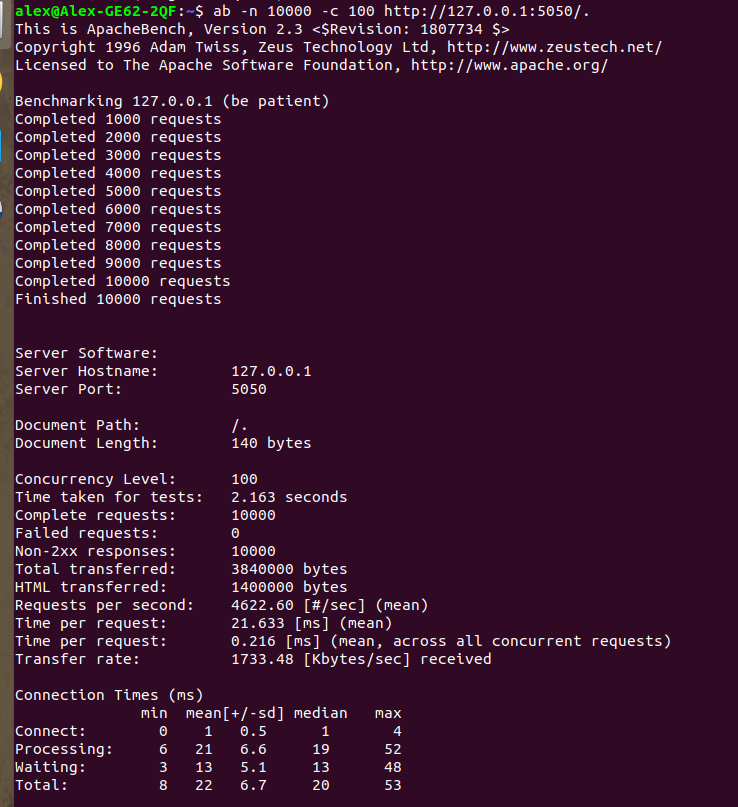 alex@Alex-GE62-2QF:~$ ab -n 10000 -c 100 http://127.0.0.1:5050/.
This is ApacheBench, Version 2.3 <$Revision: 1807734 $>
Copyright 1996 Adam Twiss, Zeus Technology Ltd, http://www.zeustech.net/
Licensed to The Apache Software Foundation, http://www.apache.org/

Benchmarking 127.0.0.1 (be patient)
Completed 1000 requests
Completed 2000 requests
Completed 3000 requests
Completed 4000 requests
Completed 5000 requests
Completed 6000 requests
Completed 7000 requests
Completed 8000 requests
Completed 9000 requests
Completed 10000 requests
Finished 10000 requests


Server Software:
Server Hostname:        127.0.0.1
Server Port:            5050

Document Path:          /.
Document Length:        140 bytes

Concurrency Level:      100
Time taken for tests:   2.163 seconds
Complete requests:      10000
Failed requests:        0
Non-2xx responses:      10000
Total transferred:      3840000 bytes
HTML transferred:       1400000 bytes
Requests per second:    4622.60 [#/sec] (mean)
Time per request:       21.633 [ms] (mean)
Time per request:       0.216 [ms] (mean, across all concurrent requests)
Transfer rate:          1733.48 [Kbytes/sec] received

Connection Times (ms)
              min  mean[+/-sd] median   max
Connect:        0    1   0.5      1       4
Processing:     6   21   6.6     19      52
Waiting:        3   13   5.1     13      48
Total:          8   22   6.7     20      53